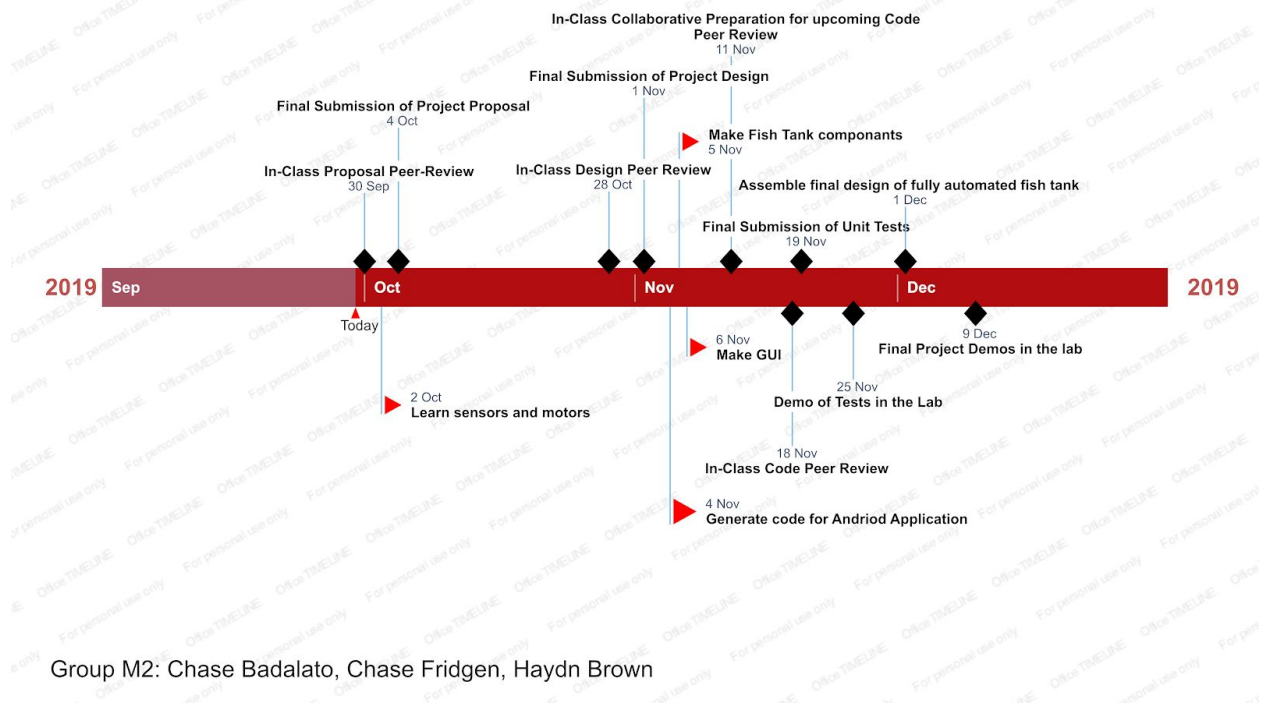 In-Class Collaborative Preparation for upcoming Code
Peer Review
11 Nov
Final Submission of Project Design
1 Nov
Final Submission of Project Proposal
4 Oct
Make Fish Tank componants
5 Nov
In-Class Proposal Peer-Review
30 Sep
In-Class Design Peer Review
28 Oct
Assemble final design of fully automated fish tank
1 Dec
Final Submission of Unit Tests
19 Nov
2019
Sep
Oct
Nov
Dec
2019
Today
6 Nov
Make GUI
9 Dec
Final Project Demos in the lab
2 Oct
Learn sensors and motors
25 Nov
Demo of Tests in the Lab
18 Nov
In-Class Code Peer Review
4 Nov
Generate code for Andriod Application
Group M2: Chase Badalato, Chase Fridgen, Haydn Brown
Office TIMELINE
For personal use only